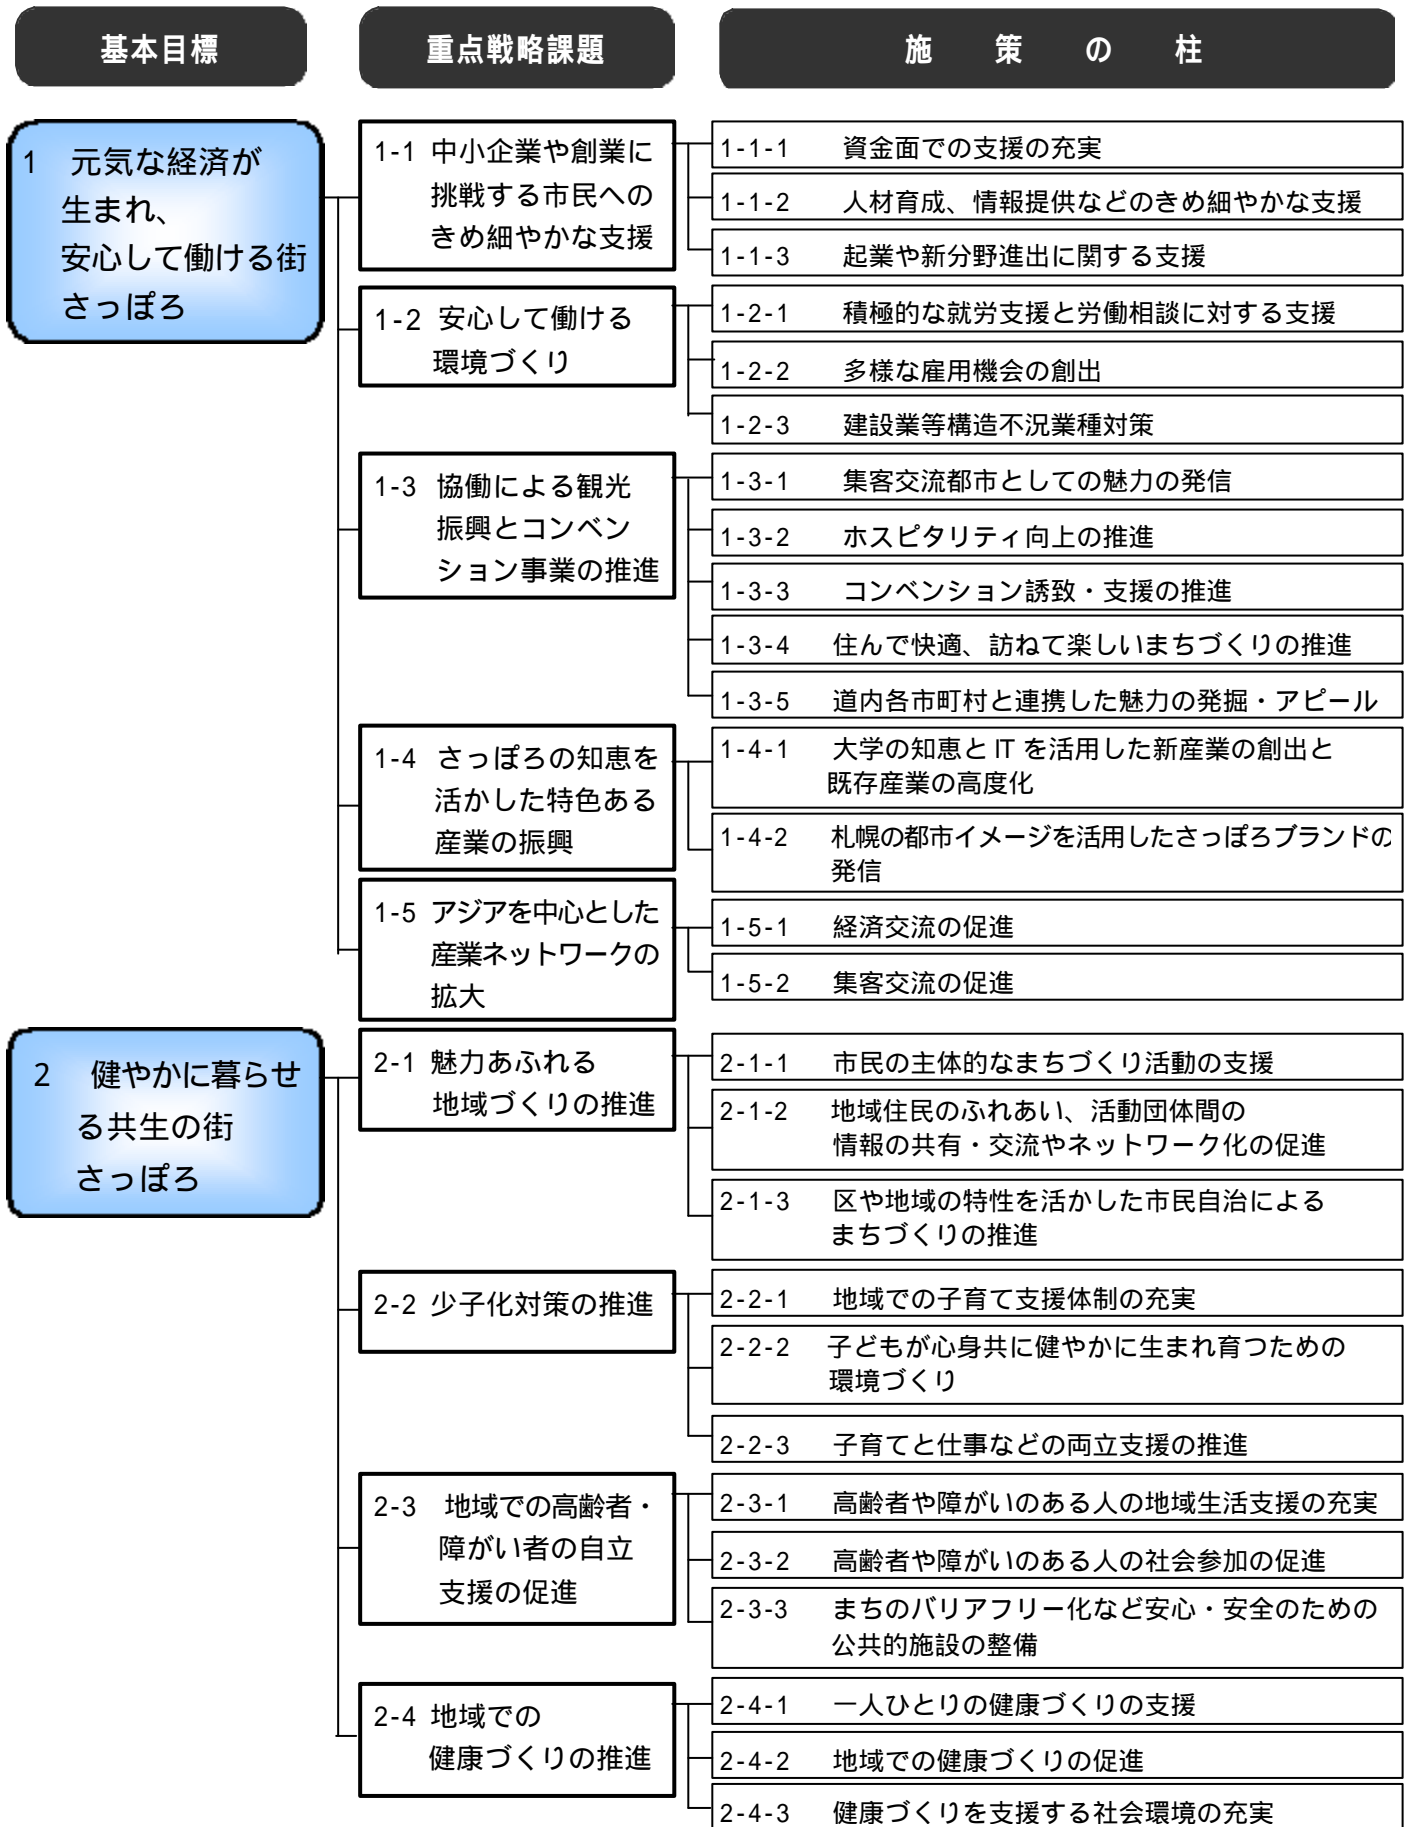 基本目標
重点戦略課題
施策の柱
1 元気な経済が
生まれ、
安心して働ける街
さっぽろ
1-1 中小企業や創業に
挑戦する市民への
きめ細やかな支援
1-1-1 資金面での支援の充実
1-1-2 人材育成、情報提供などのきめ細やかな支援
1-1-3 起業や新分野進出に関する支援
1-2 安心して働ける
環境づくり
1-2-1 積極的な就労支援と労働相談に対する支援
1-2-2 多様な雇用機会の創出
1-2-3 建設業等構造不況業種対策
1-3 協働による観光
振興とコンベン
ション事業の推進
1-3-1 集客交流都市としての魅力の発信
1-3-2 ホスピタリティ向上の推進
1-3-3 コンベンション誘致・支援の推進
1-3-4 住んで快適、訪ねて楽しいまちづくりの推進
1-3-5 道内各市町村と連携した魅力の発掘・アピール
1-4 さっぽろの知恵を
活かした特色ある
産業の振興
1-4-1 大学の知恵と IT を活用した新産業の創出と
既存産業の高度化
1-4-2 札幌の都市イメージを活用したさっぽろブランドの
発信
1-5 アジアを中心とした
産業ネットワークの
拡大
1-5-1 経済交流の促進
1-5-2 集客交流の促進
2 健やかに暮らせ
る共生の街
さっぽろ
2-1 魅力あふれる
地域づくりの推進
2-1-1 市民の主体的なまちづくり活動の支援
2-1-2 地域住民のふれあい、活動団体間の
情報の共有・交流やネットワーク化の促進
2-1-3 区や地域の特性を活かした市民自治による
まちづくりの推進
2-2 少子化対策の推進
2-2-1 地域での子育て支援体制の充実
2-2-2 子どもが心身共に健やかに生まれ育つための
環境づくり
2-2-3 子育てと仕事などの両立支援の推進
2-3 地域での高齢者・
障がい者の自立
支援の促進
2-3-1 高齢者や障がいのある人の地域生活支援の充実
2-3-2 高齢者や障がいのある人の社会参加の促進
2-3-3 まちのバリアフリー化など安心・安全のための
公共的施設の整備
2-4 地域での
健康づくりの推進
2-4-1 一人ひとりの健康づくりの支援
2-4-2 地域での健康づくりの促進
2-4-3 健康づくりを支援する社会環境の充実